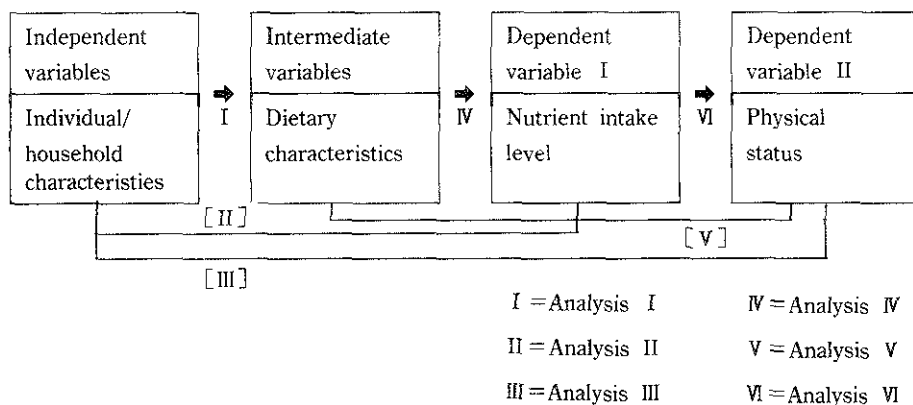 Independent
variables
Individual/
household
characteristies
I
Intermediate
variables
Dietary
characteristics
IV
Dependent
variable I
Nutrient intake
level
VI
Dependent
variable II
Physical
status
[II]
[V]
[III]
I=Analysis I
II=Analysis II
III=Analysis III
IV=Analysis IV
V=Analysis V
VI=Analysis VI